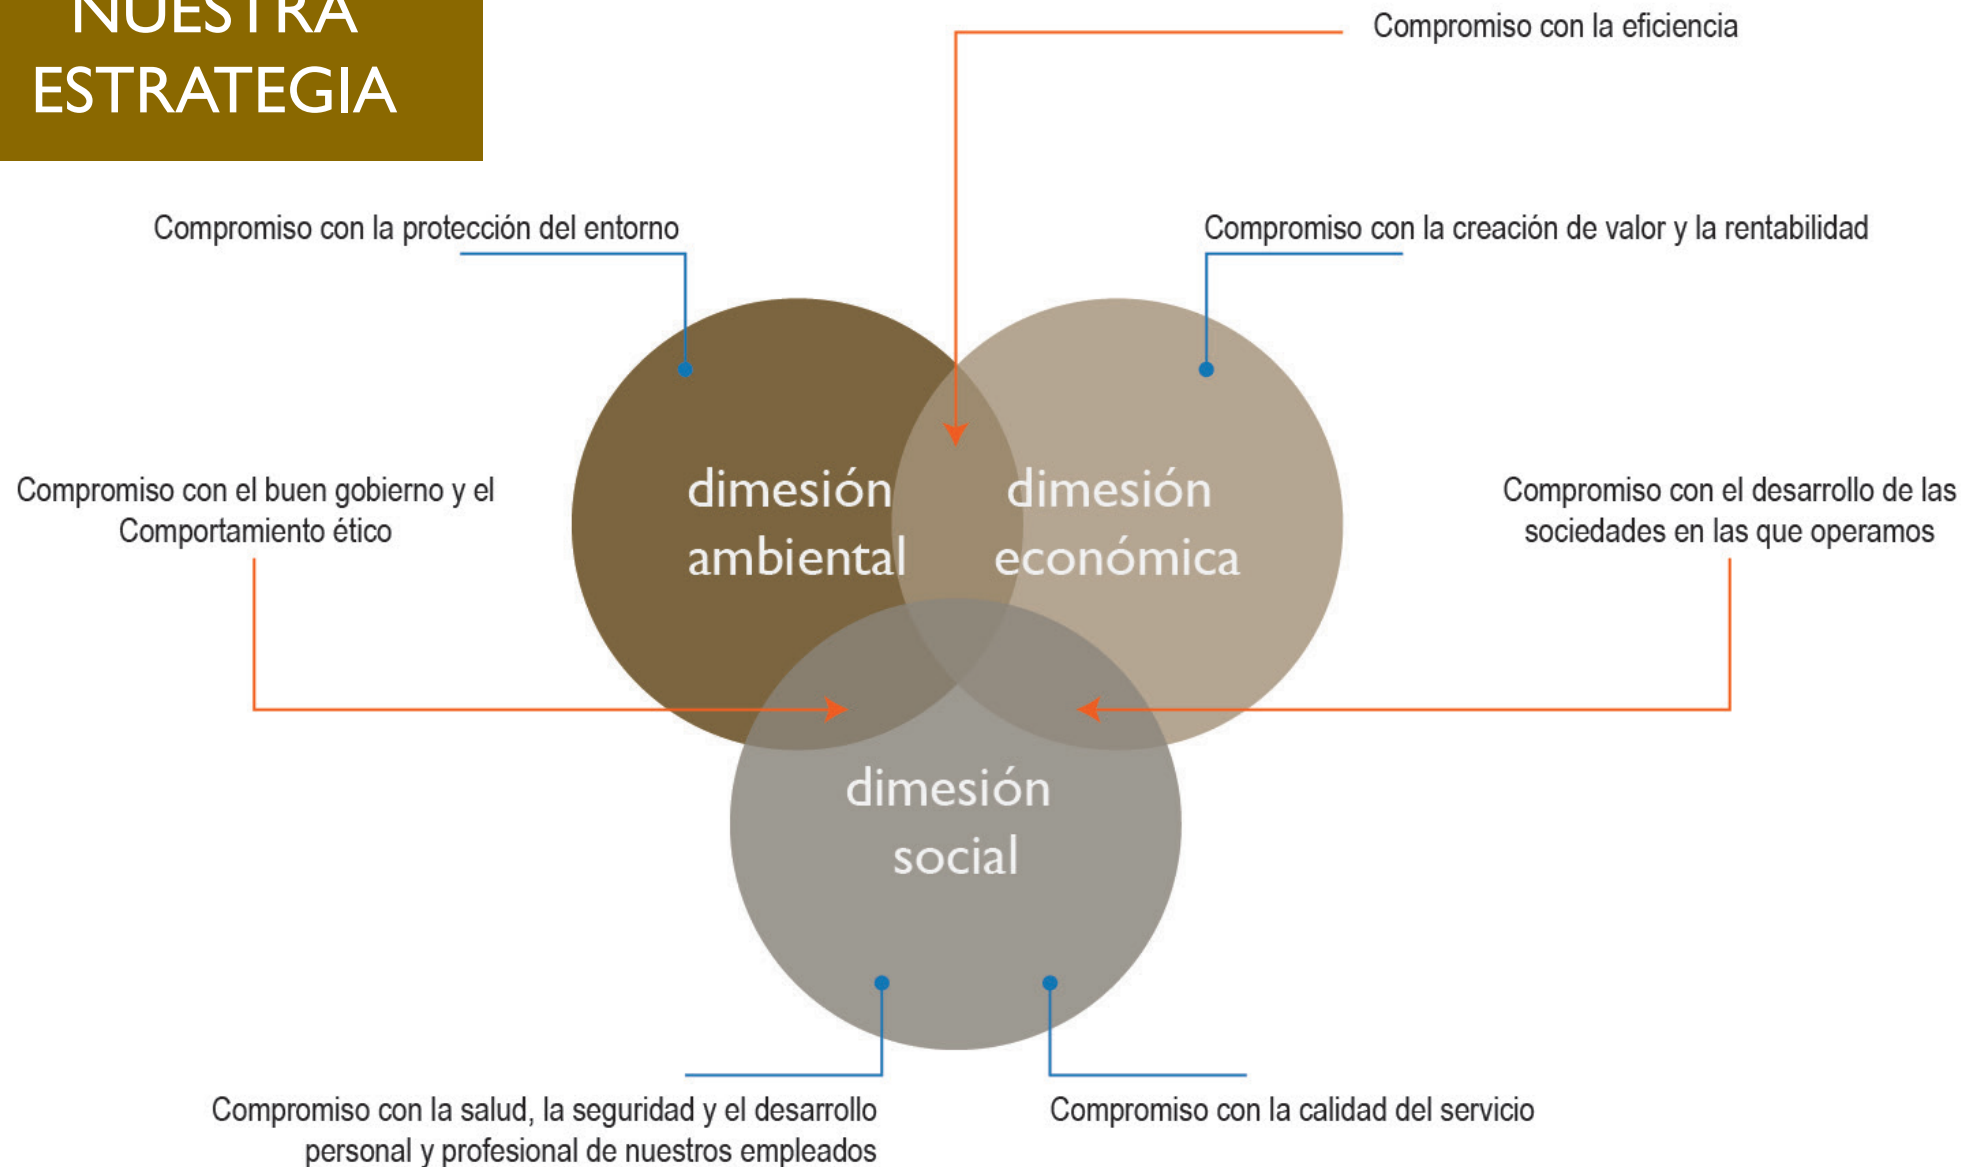 NUESTRA
ESTRATEGIA
Compromiso con la eficiencia
Compromiso con la protección del entorno
Compromiso con la creación de valor y la rentabilidad
Compromiso con el buen gobierno y el
Comportamiento ético
dimesión
ambiental
dimesión
económica
Compromiso con el desarrollo de las
sociedades en las que operamos
dimesión
social
Compromiso con la salud, la seguridad y el desarrollo
personal y profesional de nuestros empleados
Compromiso con la calidad del servicio